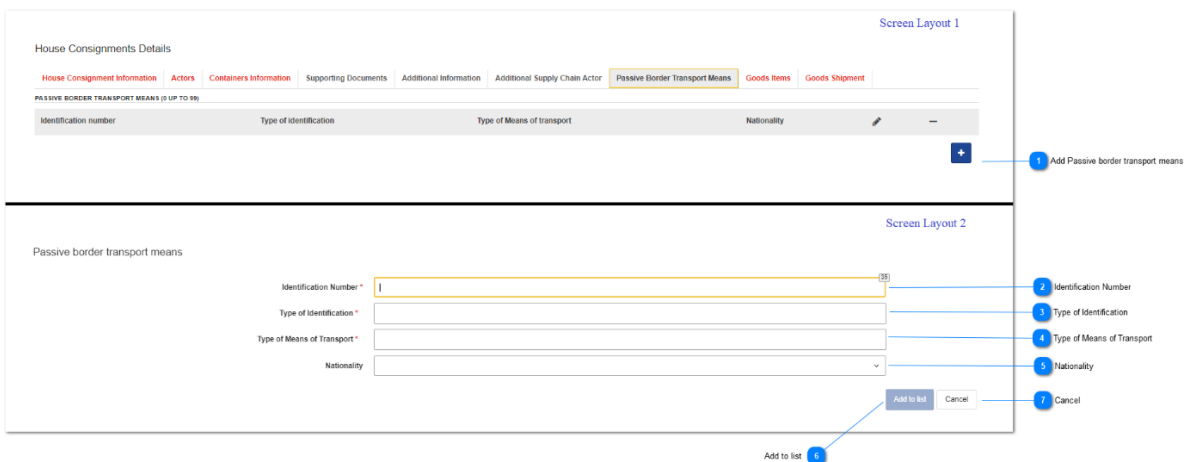 Screen Layout 1
House Consignments Details
House Consignment Information Actors Containers Information Supporting Documents Additional Information Additional Supply Chain Actor Passive Border Transport Means Goods Items Goods Shipment
PASSIVE BORDER TRANSPORT MEANS (0 UP TO 99)
Identification number Type of identification Type of Means of transport Nationality
1 Add Passive border transport means
Screen Layout 2
Passive border transport means
35
Identification Number * 2 Identification Number
Type of Identification * 3 Type of Identification
Type of Means of Transport * 4 Type of Means of Transport
Nationality 5 Nationality
Add to list Cancel 7 Cancel
Add to list 6